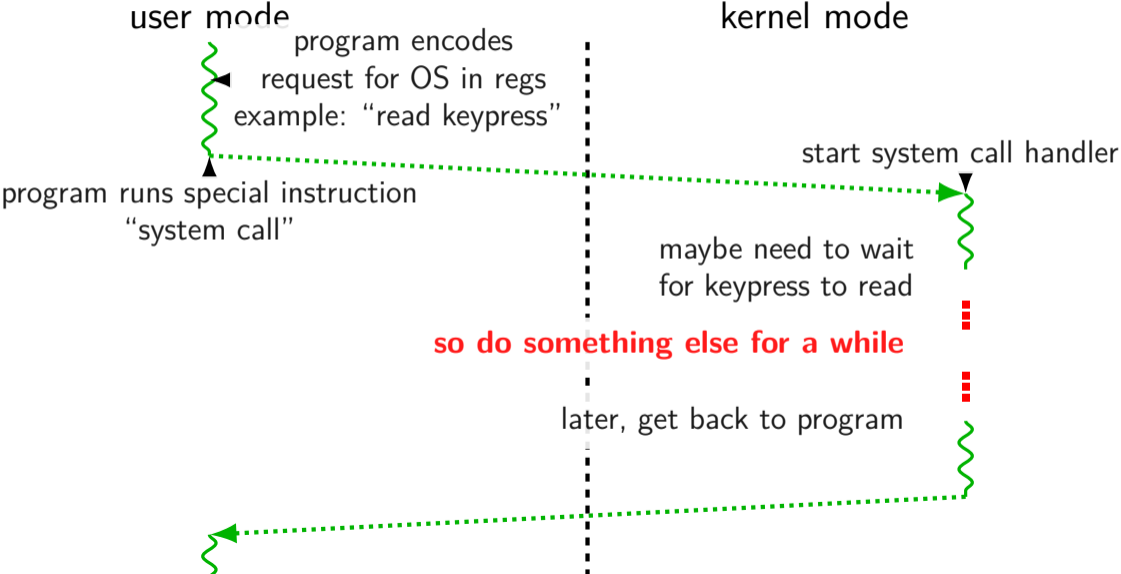 user mode
kernel mode
program encodes
request for OS in regs
example: “read keypress”
start system call handler
program runs special instruction
“system call”
maybe need to wait
for keypress to read
so do something else for a while
later, get back to program